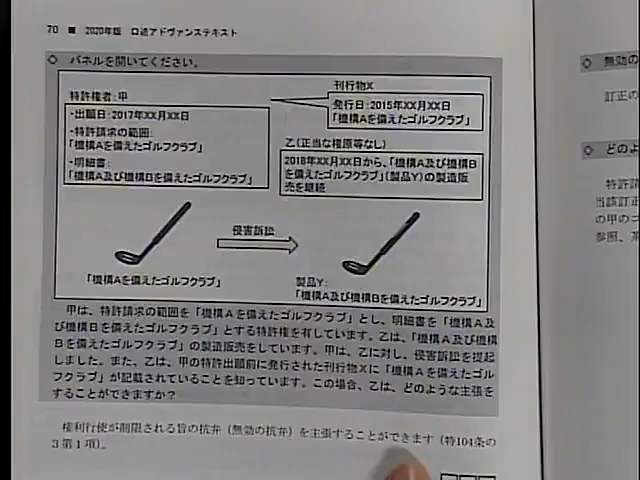 70 ■ 2020年版 口述アドヴァンステキスト
◇ パネルを開いてください。
刊行物X
発行日：2015年XX月XX日
「機構Aを備えたゴルフクラブ」
特許権者：甲
・出願日：2017年XX月XX日
・特許請求の範囲：
「機構Aを備えたゴルフクラブ」
・明細書：
「機構A及び機構Bを備えたゴルフクラブ」
乙（正当な権原等なし）
2018年XX月XX日から、「機構A及び機構B
を備えたゴルフクラブ」（製品Y）の製造販
売を継続
侵害訴訟
「機構Aを備えたゴルフクラブ」
製品Y：
「機構A及び機構Bを備えたゴルフクラブ」
甲は、特許請求の範囲を「機構Aを備えたゴルフクラブ」とし、明細書を「機構A及
び機構Bを備えたゴルフクラブ」とする特許権を有しています。乙は、「機構A及び機構
Bを備えたゴルフクラブ」の製造販売をしています。甲は、乙に対し、侵害訴訟を提起
しました。また、乙は、甲の特許出願前に発行された刊行物Xに「機構Aを備えたゴル
フクラブ」が記載されていることを知っています。この場合、乙は、どのような主張を
することができますか？
権利行使が制限される旨の抗弁（無効の抗弁）を主張することができます（特104条の
3第1項）。
◇ 無効の
訂正の
◇ どのよ
特許請
当該訂正
の甲の
参照、